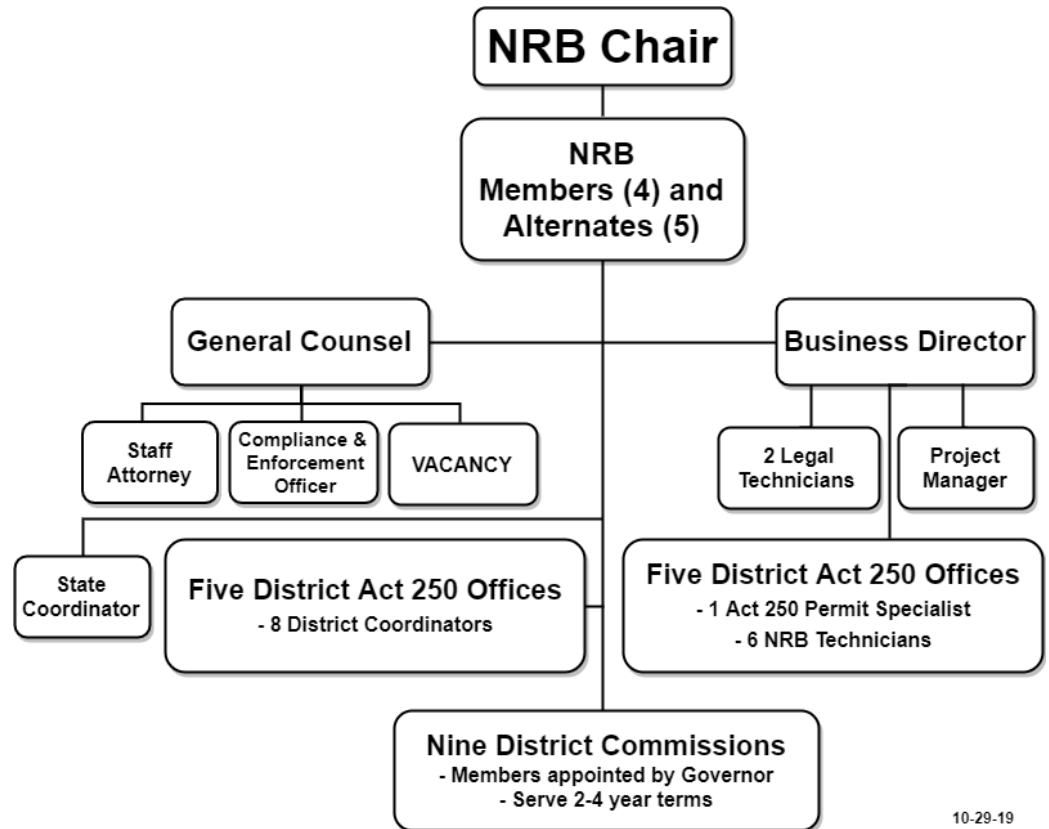 NRB Chair
NRB
Members (4) and
Alternates (5)
General Counsel
Business Director
Staff
Attorney
Compliance &
Enforcement
Officer
VACANCY
2 Legal
Technicians
Project
Manager
State
Coordinator
Five District Act 250 Offices
- 8 District Coordinators
Five District Act 250 Offices
- 1 Act 250 Permit Specialist
- 6 NRB Technicians
Nine District Commissions
- Members appointed by Governor
- Serve 2-4 year terms
10-29-19